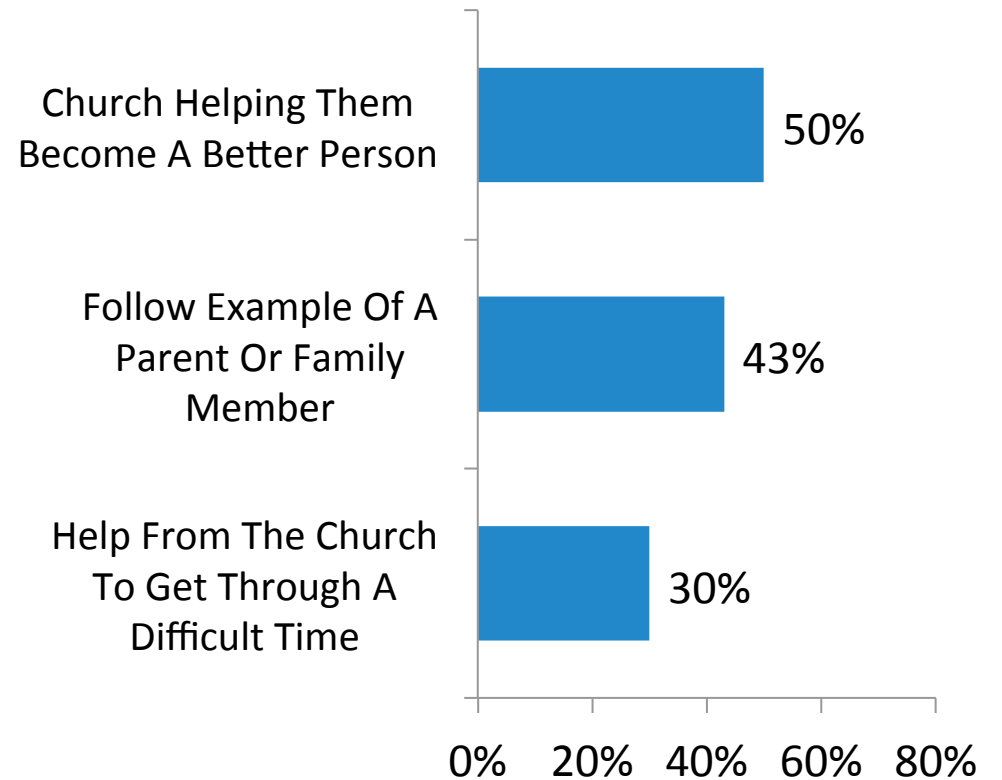 Church Helping Them
Become A Better Person
50%
Follow Example Of A
Parent Or Family
Member
43%
Help From The Church
To Get Through A
Difficult Time
30%
0% 20% 40% 60% 80%